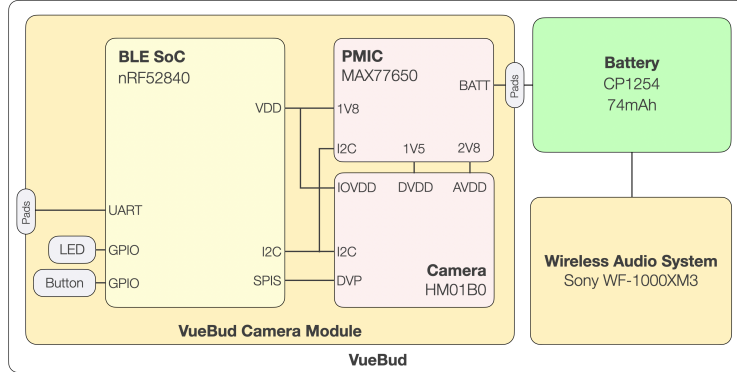 BLE SoC
nRF52840
VDD
UART
GPIO
GPIO
I2C
SPIS
Pads
LED
Button
PMIC
MAX77650
BATT
1V8
I2C
1V5
2V8
IOVDD
DVDD
AVDD
I2C
DVP
Camera
HM01B0
Pads
VueBud Camera Module
Battery
CP1254
74mAh
Wireless Audio System
Sony WF-1000XM3
VueBud